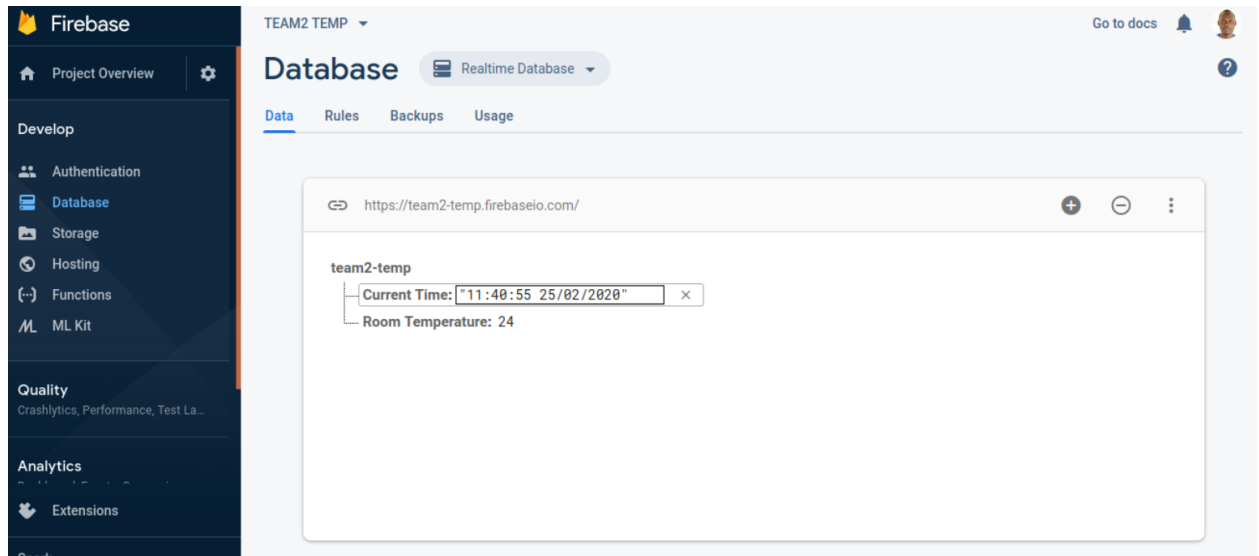 Firebase
Project Overview
Develop
Authentication
Database
Storage
Hosting
Functions
ML Kit
Quality
Crashlytics, Performance, Test La...
Analytics
Extensions
TEAM2 TEMP
Go to docs
Database
Realtime Database
Data Rules Backups Usage
https://team2-temp.firebaseio.com/
team2-temp
Current Time: "11:40:55 25/02/2020"
Room Temperature: 24